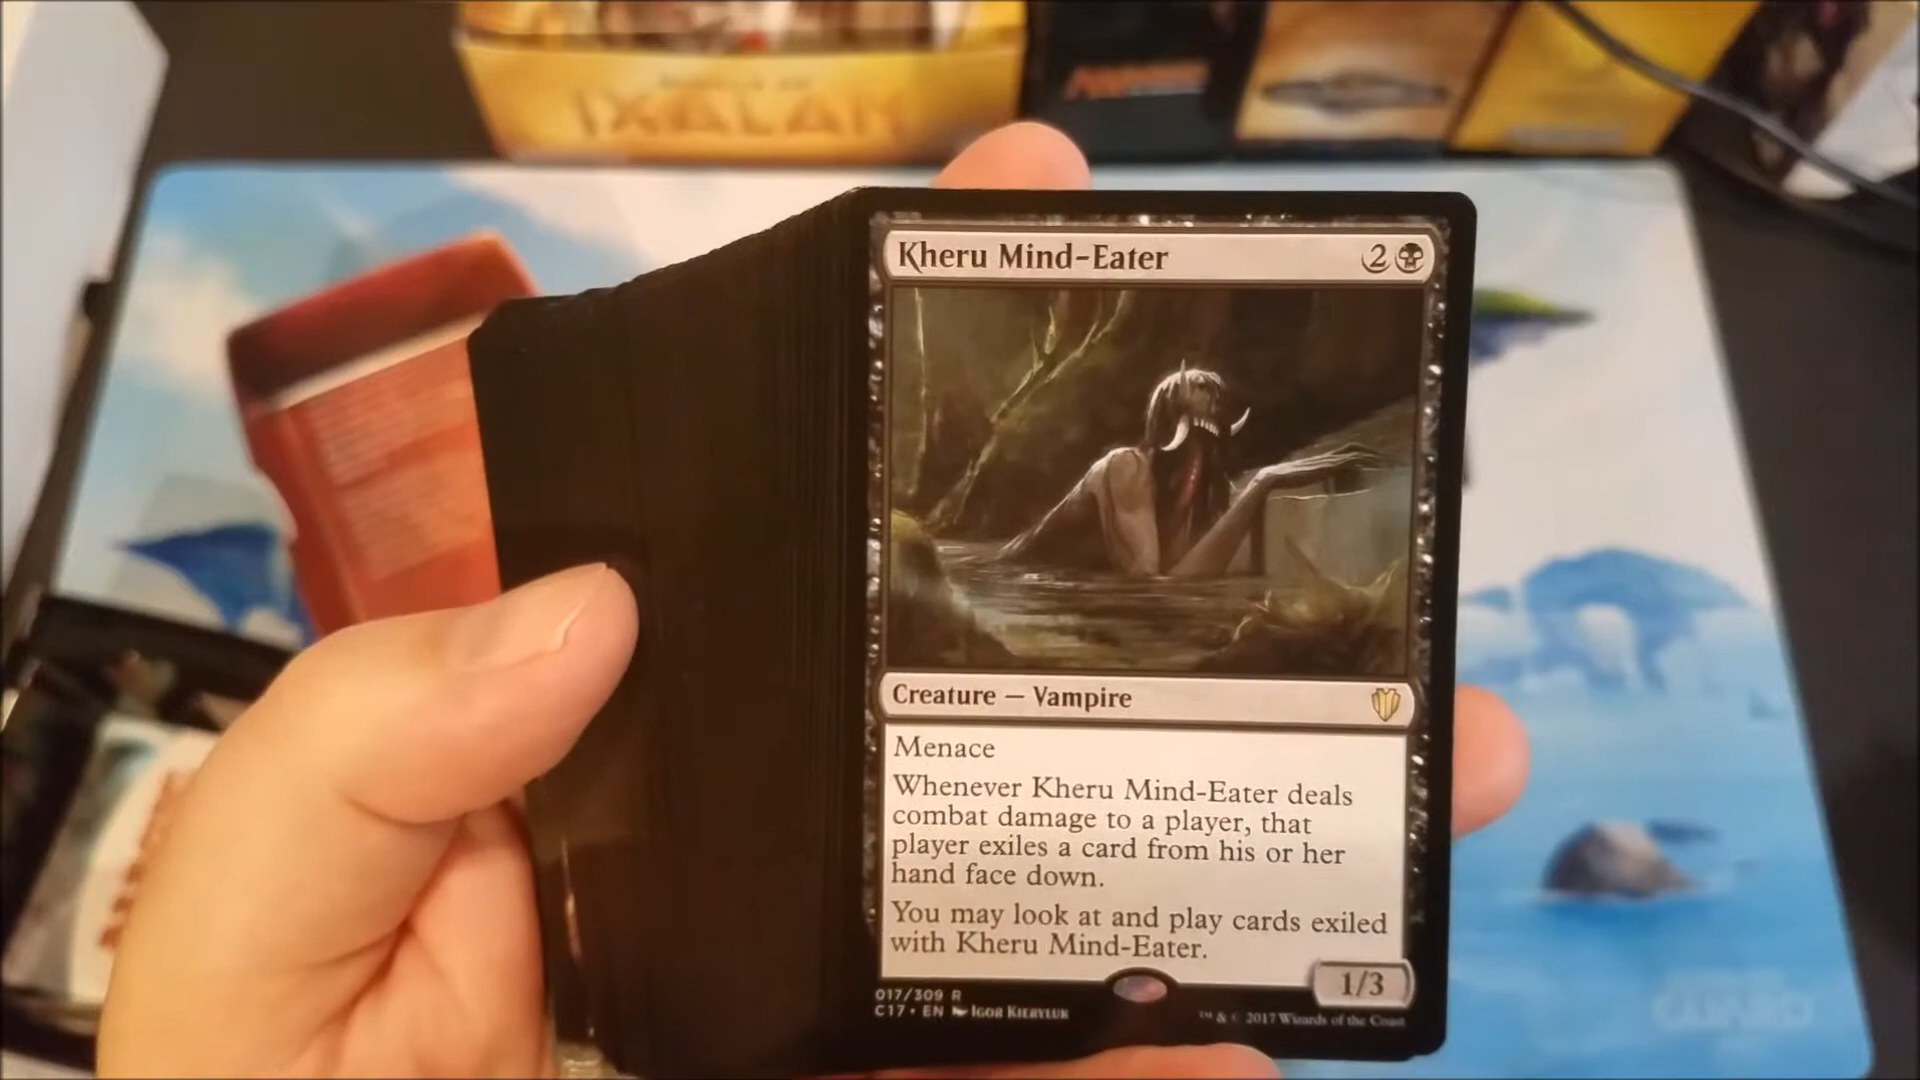 IXALAN
Kheru Mind-Eater
2
Creature — Vampire
Menace
Whenever Kheru Mind-Eater deals
combat damage to a player, that
player exiles a card from his or her
hand face down.
You may look at and play cards exiled
with Kheru Mind-Eater.
1/3
017/309 R
C17 • EN Igor Kieryluk
™ & © 2017 Wizards of the Coast